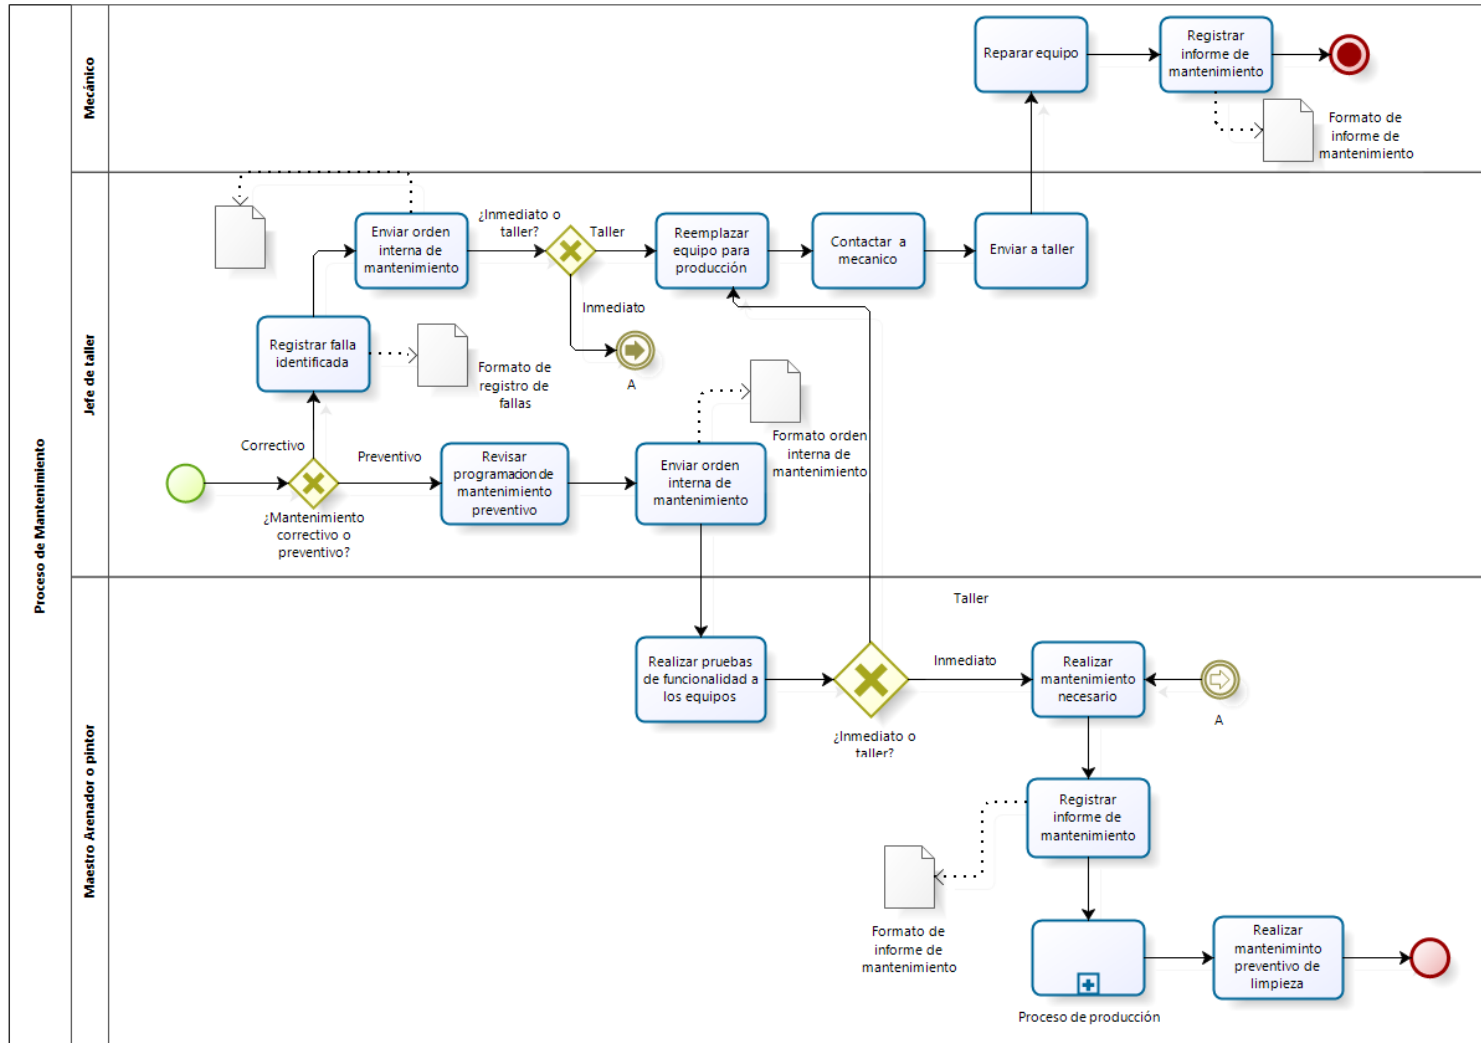 Proceso de Mantenimiento
Mecánico
Reparar equipo
Registrar
informe de
mantenimiento
Formato de
informe de
mantenimiento
Jefe de taller
Enviar orden
interna de
mantenimiento
¿Inmediato o
taller?
Taller
Reemplazar
equipo para
producción
Contactar a
mecanico
Enviar a taller
Inmediato
A
Registrar falla
identificada
Formato de
registro de
fallas
Correctivo
Preventivo
¿Mantenimiento
correctivo o
preventivo?
Revisar
programacion de
mantenimiento
preventivo
Enviar orden
interna de
mantenimiento
Formato orden
interna de
mantenimiento
Maestro Arenador o pintor
Taller
Realizar pruebas
de funcionalidad a
los equipos
¿Inmediato o
taller?
Inmediato
Realizar
mantenimiento
necesario
A
Registrar
informe de
mantenimiento
Formato de
informe de
mantenimiento
Proceso de producción
Realizar
manteniminto
preventivo de
limpieza